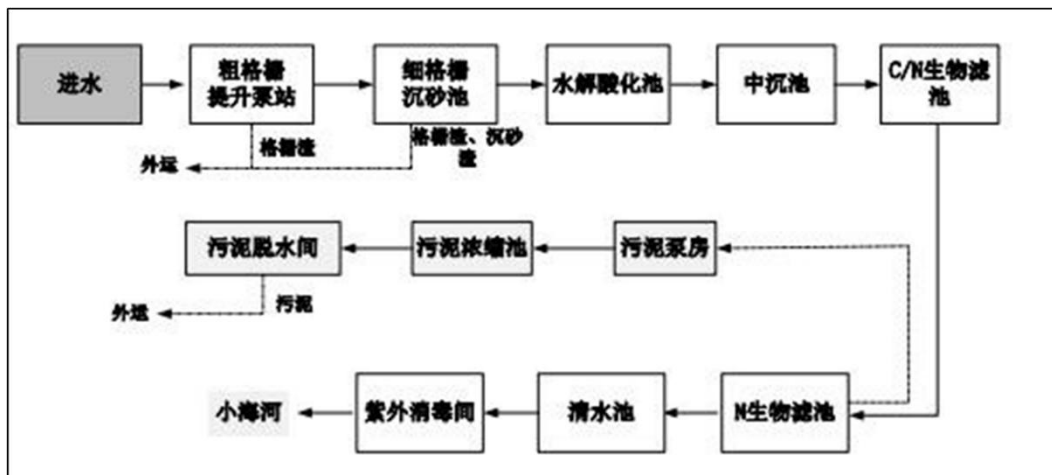 进水
粗格栅
提升泵站
细格栅
沉砂池
水解酸化池
中沉池
C/N生物滤
池
格栅渣
格栅渣、沉砂
渣
外运
污泥脱水间
污泥浓缩池
污泥泵房
污泥
外运
小海河
紫外消毒间
清水池
N生物滤池